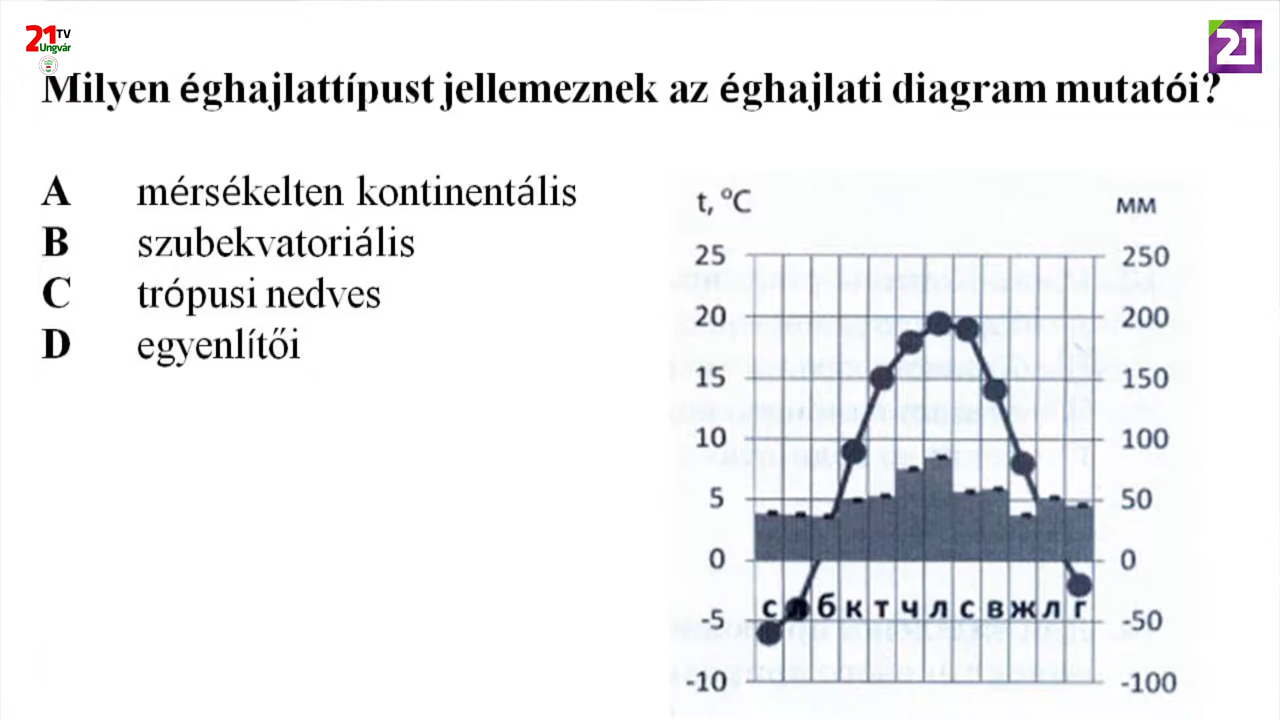 21 TV
Ungvár
21
Milyen éghajlattípust jellemeznek az éghajlati diagram mutatói?
A mérsékelten kontinentális
B szubekvatoriális
C trópusi nedves
D egyenlítői
t, ºC мм
25 250
20 200
15 150
10 100
5 50
0 0
с л б к т ч л с в ж л г
-5 -50
-10 -100